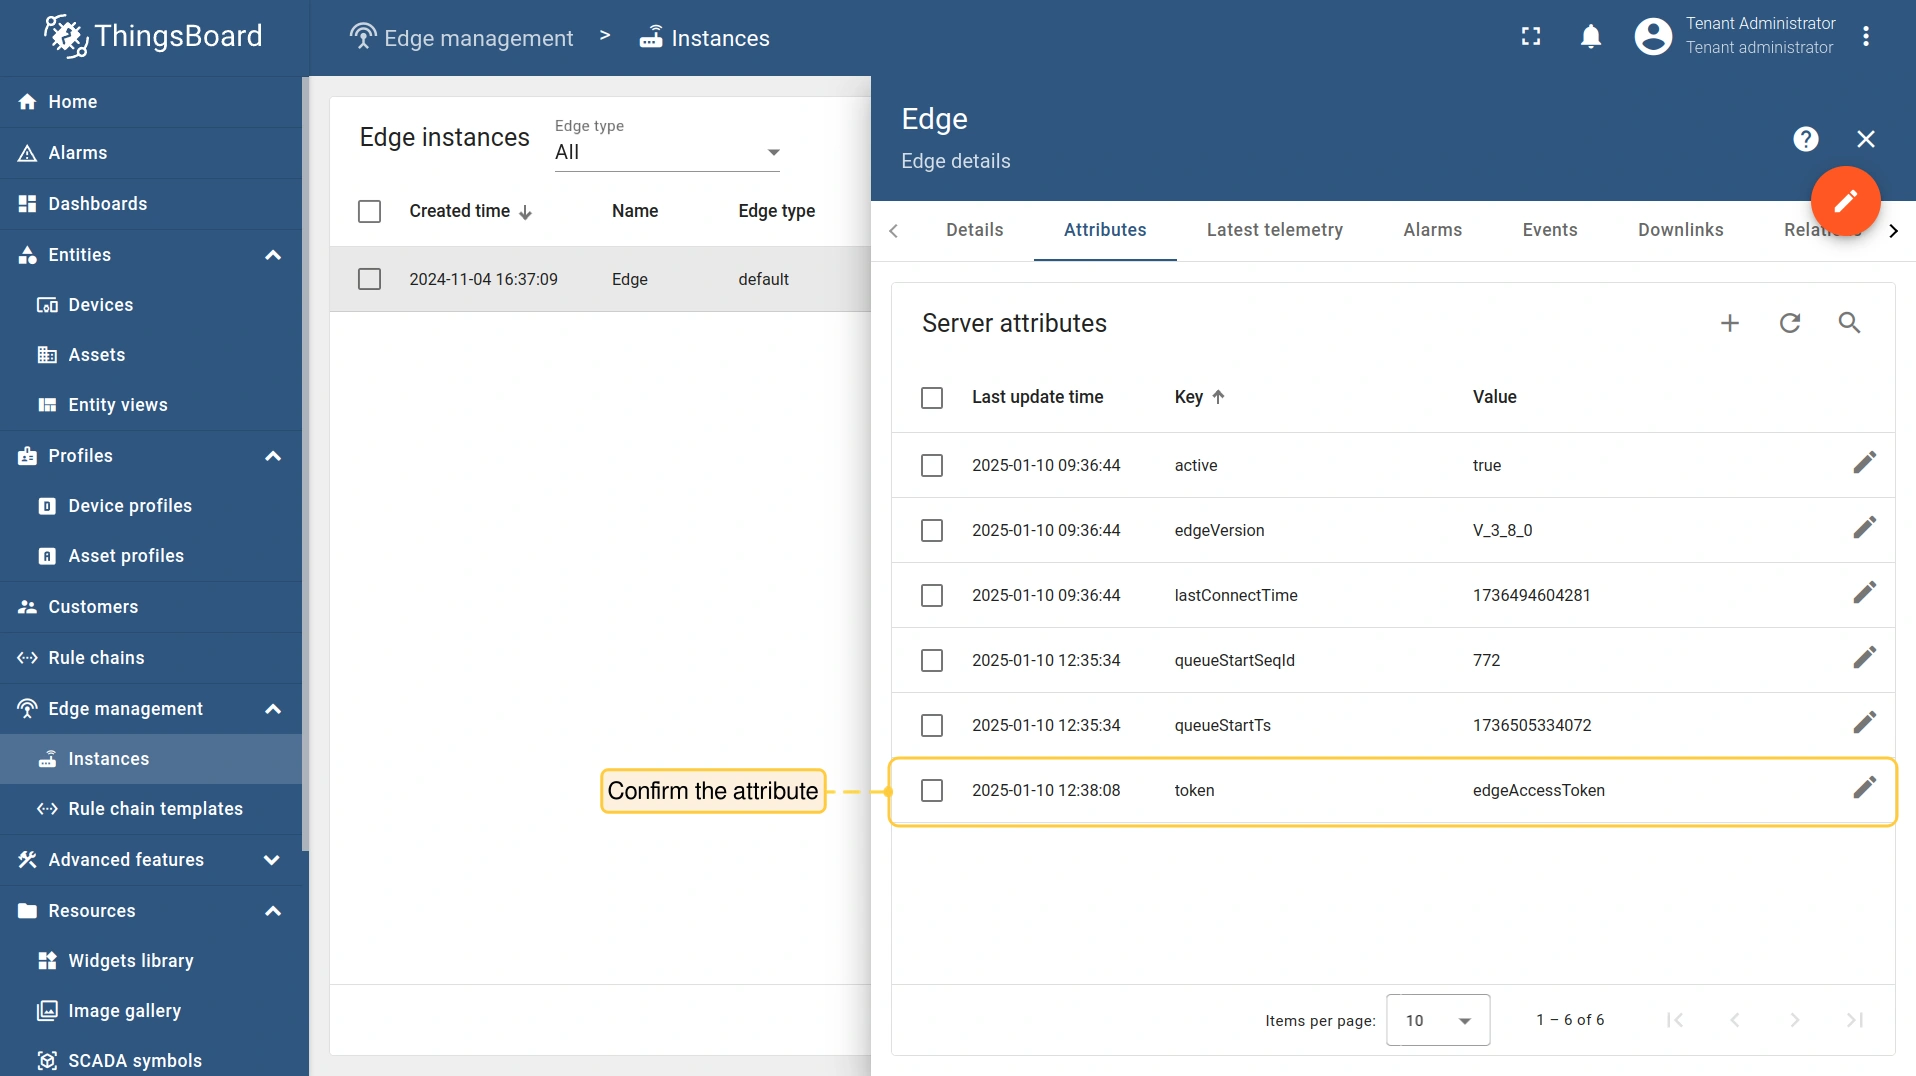 ThingsBoard
Edge management > Instances
Tenant Administrator
Tenant administrator
Home
Alarms
Dashboards
Entities
Devices
Assets
Entity views
Profiles
Device profiles
Asset profiles
Customers
Rule chains
Edge management
Instances
Rule chain templates
Advanced features
Resources
Widgets library
Image gallery
SCADA symbols
Edge instances
Edge type
All
Created time Name Edge type
2024-11-04 16:37:09 Edge default
Confirm the attribute
Edge
Edge details
Details Attributes Latest telemetry Alarms Events Downlinks Relations
Server attributes
Last update time Key Value
2025-01-10 09:36:44 active true
2025-01-10 09:36:44 edgeVersion V_3_8_0
2025-01-10 09:36:44 lastConnectTime 1736494604281
2025-01-10 12:35:34 queueStartSeqId 772
2025-01-10 12:35:34 queueStartTs 1736505334072
2025-01-10 12:38:08 token edgeAccessToken
Items per page: 10 1 – 6 of 6